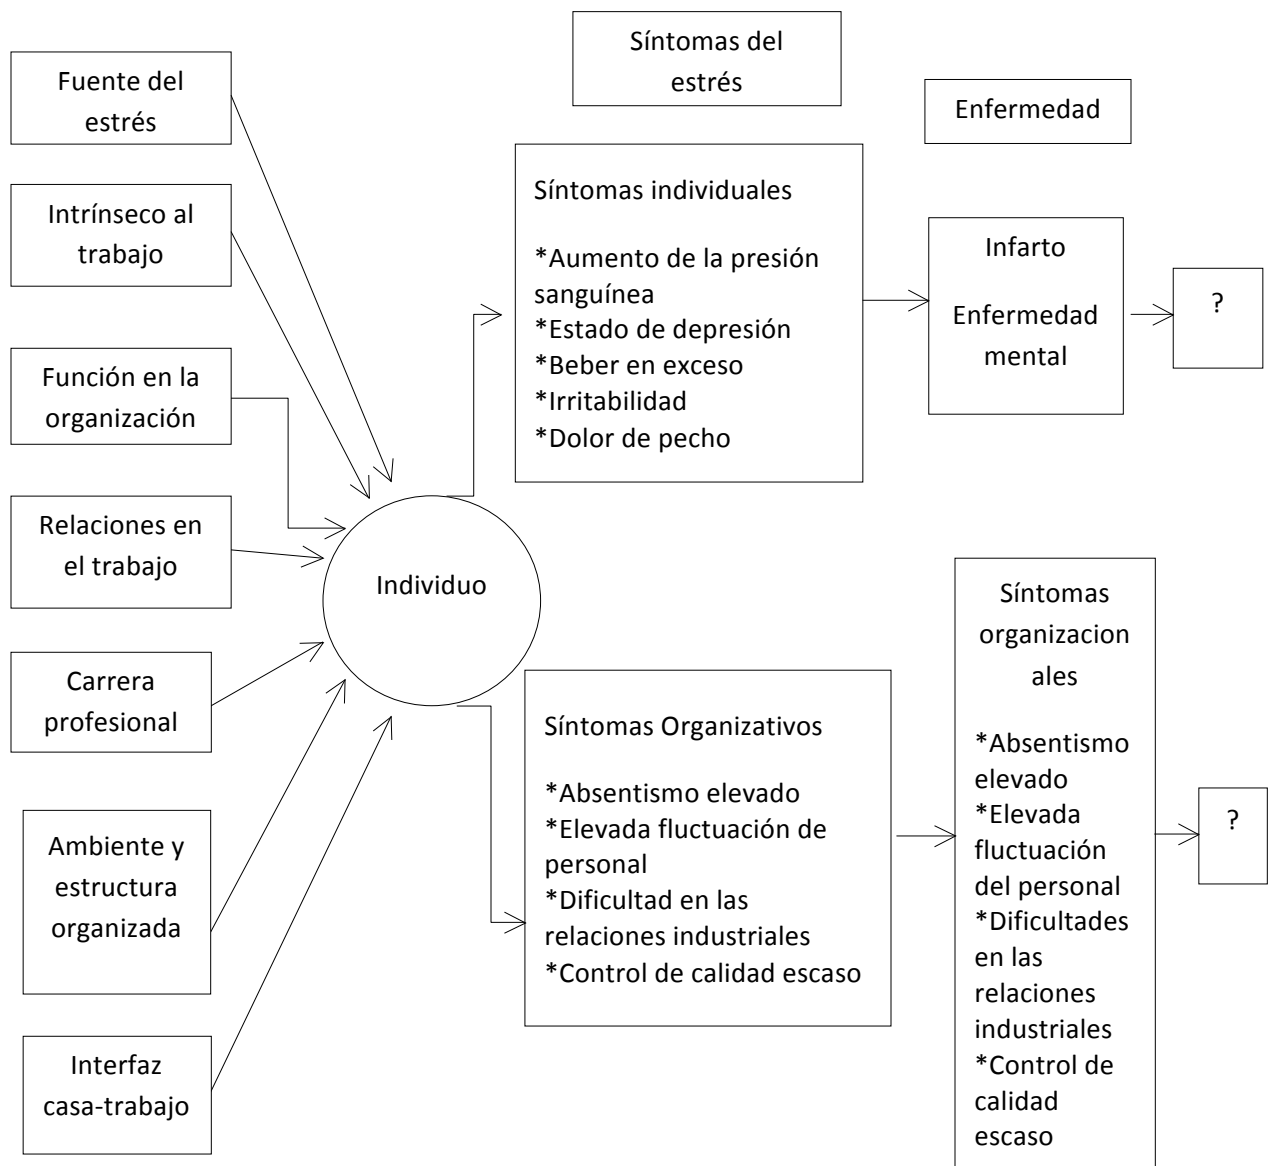 Fuente del
estrés
Intrínseco al
trabajo
Función en la
organización
Relaciones en
el trabajo
Carrera
profesional
Ambiente y
estructura
organizada
Interfaz
casa-trabajo
Individuo
Síntomas del
estrés
Síntomas individuales
*Aumento de la presión
sanguínea
*Estado de depresión
*Beber en exceso
*Irritabilidad
*Dolor de pecho
Enfermedad
Infarto
Enfermedad
mental
?
Síntomas Organizativos
*Absentismo elevado
*Elevada fluctuación de
personal
*Dificultad en las
relaciones industriales
*Control de calidad escaso
Síntomas
organizacion
ales
*Absentismo
elevado
*Elevada
fluctuación
del personal
*Dificultades
en las
relaciones
industriales
*Control de
calidad
escaso
?